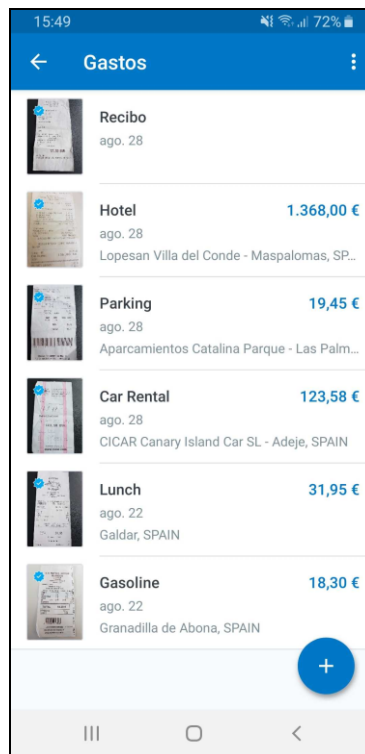 15:49
72%
Gastos
Recibo
ago. 28
Hotel
1.368,00 €
ago. 28
Lopesan Villa del Conde - Maspalomas, SP...
Parking
19,45 €
ago. 28
Aparcamientos Catalina Parque - Las Palm...
Car Rental
123,58 €
ago. 28
CICAR Canary Island Car SL - Adeje, SPAIN
Lunch
31,95 €
ago. 22
Galdar, SPAIN
Gasoline
18,30 €
ago. 22
Granadilla de Abona, SPAIN
+